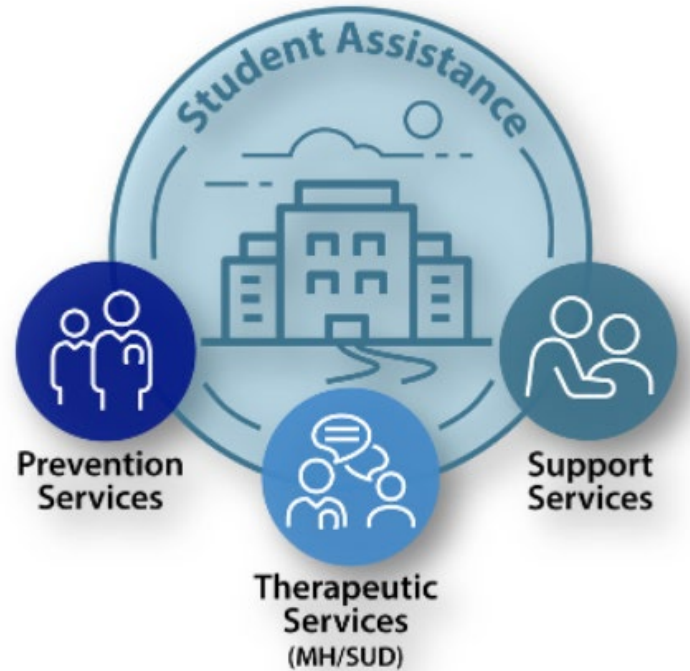 Student Assistance
Prevention
Services
Therapeutic
Services
(MH/SUD)
Support
Services